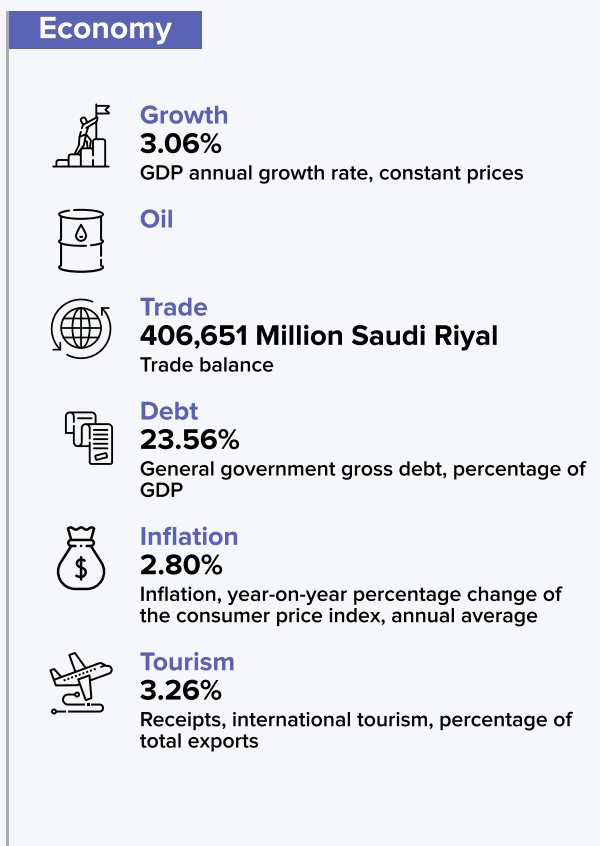 Economy
Growth
3.06%
GDP annual growth rate, constant prices
Oil
Trade
406,651 Million Saudi Riyal
Trade balance
Debt
23.56%
General government gross debt, percentage of
GDP
Inflation
2.80%
Inflation, year-on-year percentage change of
the consumer price index, annual average
Tourism
3.26%
Receipts, international tourism, percentage of
total exports